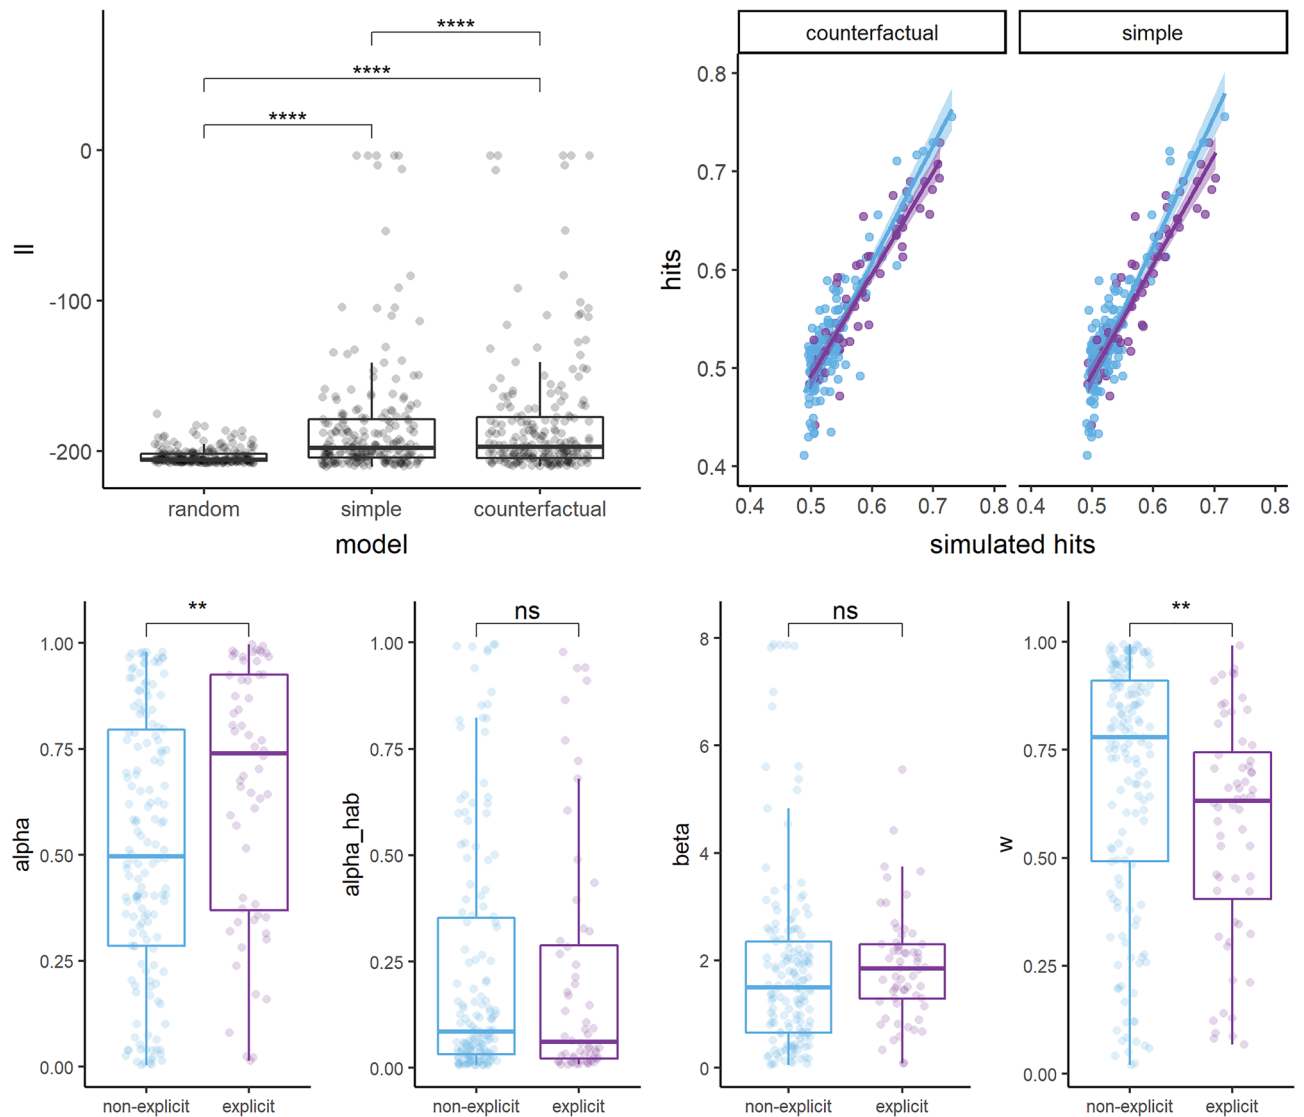 ****
****
****
0
-100
-200
ll
random simple counterfactual
model
counterfactual simple
0.8
0.7
0.6
0.5
0.4
hits
0.4 0.5 0.6 0.7 0.8 0.4 0.5 0.6 0.7 0.8
simulated hits
**
1.00
0.75
0.50
0.25
0.00
alpha
non-explicit explicit
ns
1.00
0.75
0.50
0.25
0.00
alpha_hab
non-explicit explicit
ns
8
6
4
2
0
beta
non-explicit explicit
**
1.00
0.75
0.50
0.25
0.00
w
non-explicit explicit